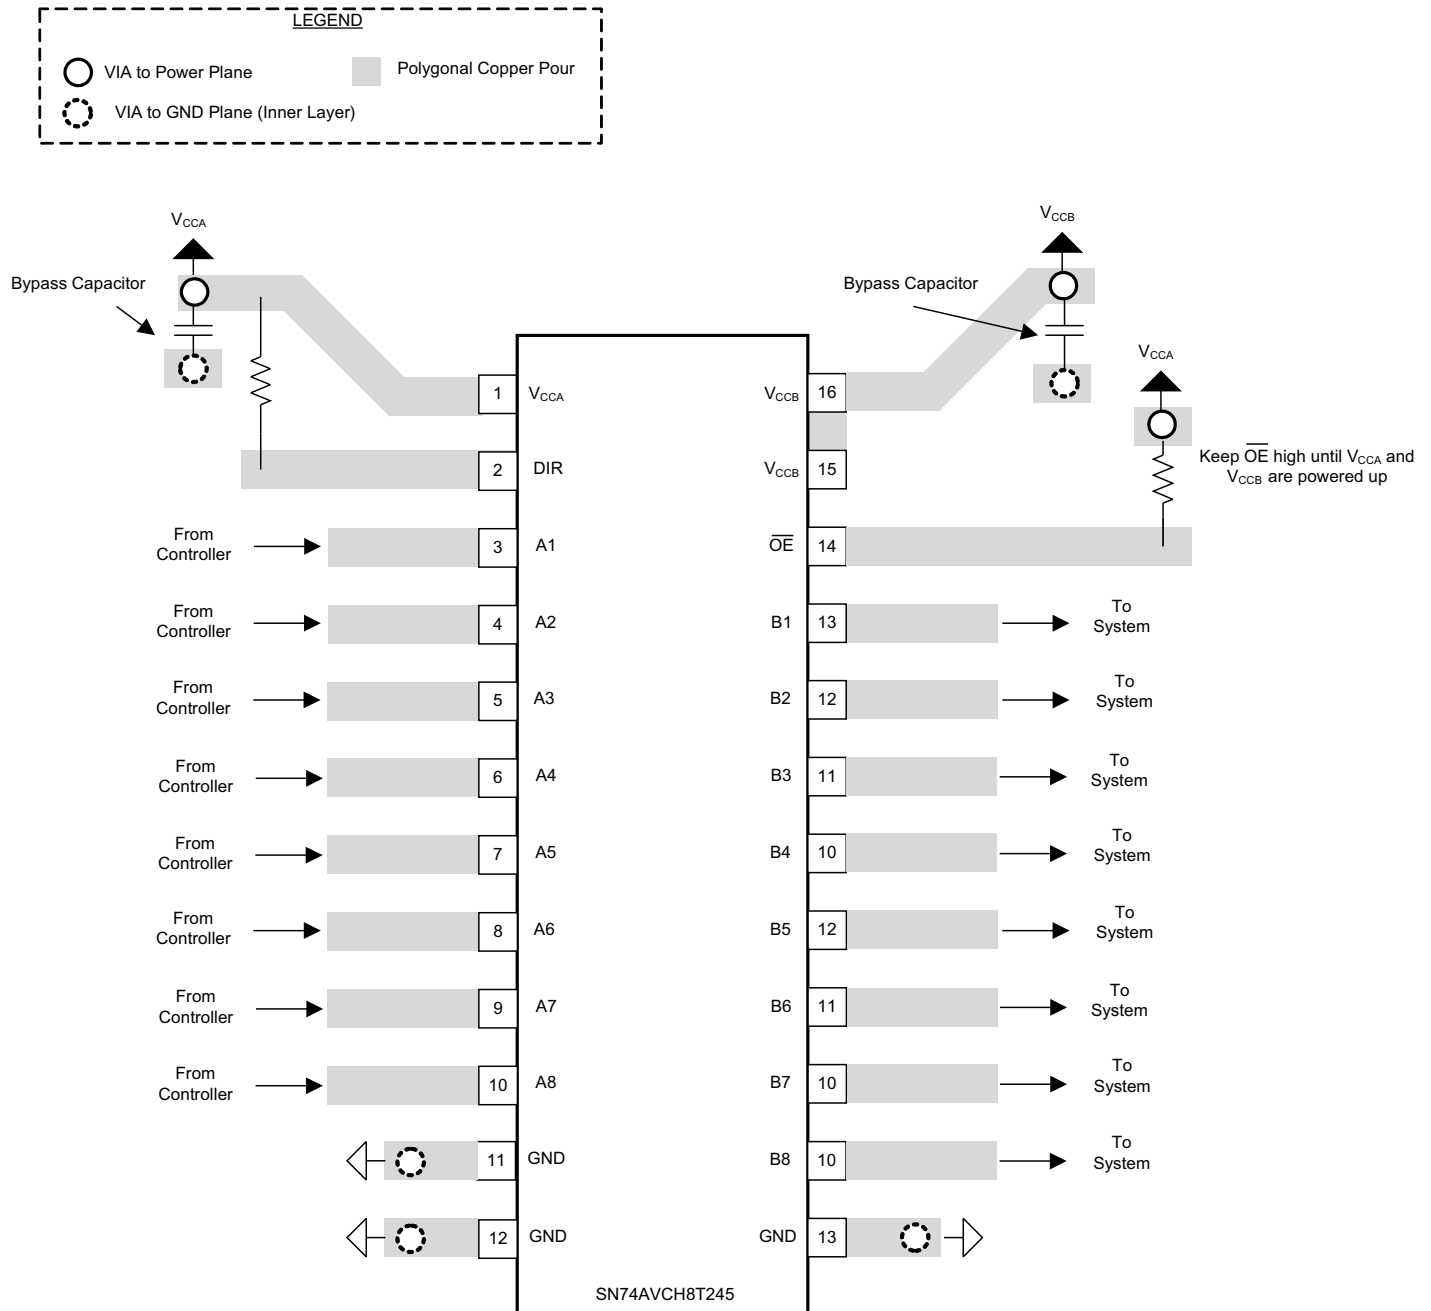 LEGEND
VIA to Power Plane
Polygonal Copper Pour
VIA to GND Plane (Inner Layer)
VCCA
VCCB
Bypass Capacitor
Bypass Capacitor
VCCA
Keep OE high until VCCA and
VCCB are powered up
1 VCCA
VCCB 16
2 DIR
VCCB 15
From
Controller
3 A1
OE 14
From
Controller
4 A2
B1 13
To
System
From
Controller
5 A3
B2 12
To
System
From
Controller
6 A4
B3 11
To
System
From
Controller
7 A5
B4 10
To
System
From
Controller
8 A6
B5 12
To
System
From
Controller
9 A7
B6 11
To
System
From
Controller
10 A8
B7 10
To
System
11 GND
B8 10
To
System
12 GND
GND 13
SN74AVCH8T245